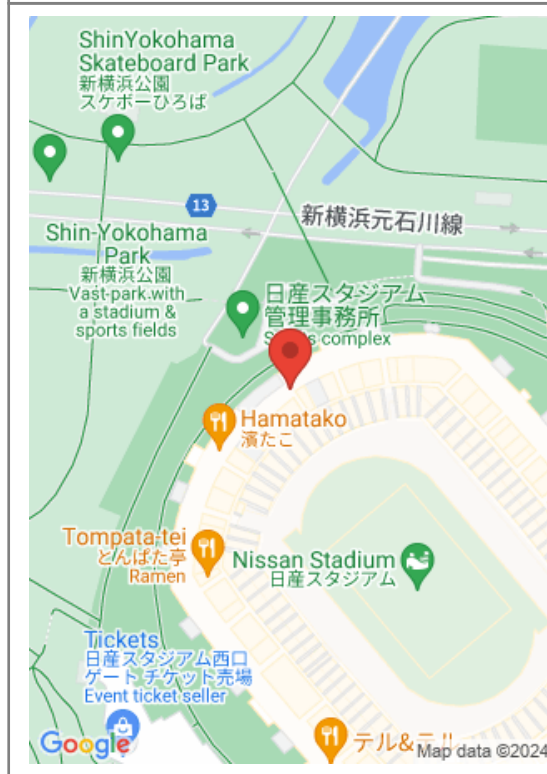 ShinYokohama
Skateboard Park
新横浜公園
スケボーひろば
13
新横浜元石川線
Shin-Yokohama
Park
新横浜公園
Vast park with
a stadium &
sports fields
日産スタジアム
管理事務所
complex
Hamatako
濱たこ
Tompata-tei
とんぱた亭
Ramen
Nissan Stadium
日産スタジアム
Tickets
日産スタジアム西口
ゲート チケット売場
Event ticket seller
テル&テル
Google
Map data ©2024